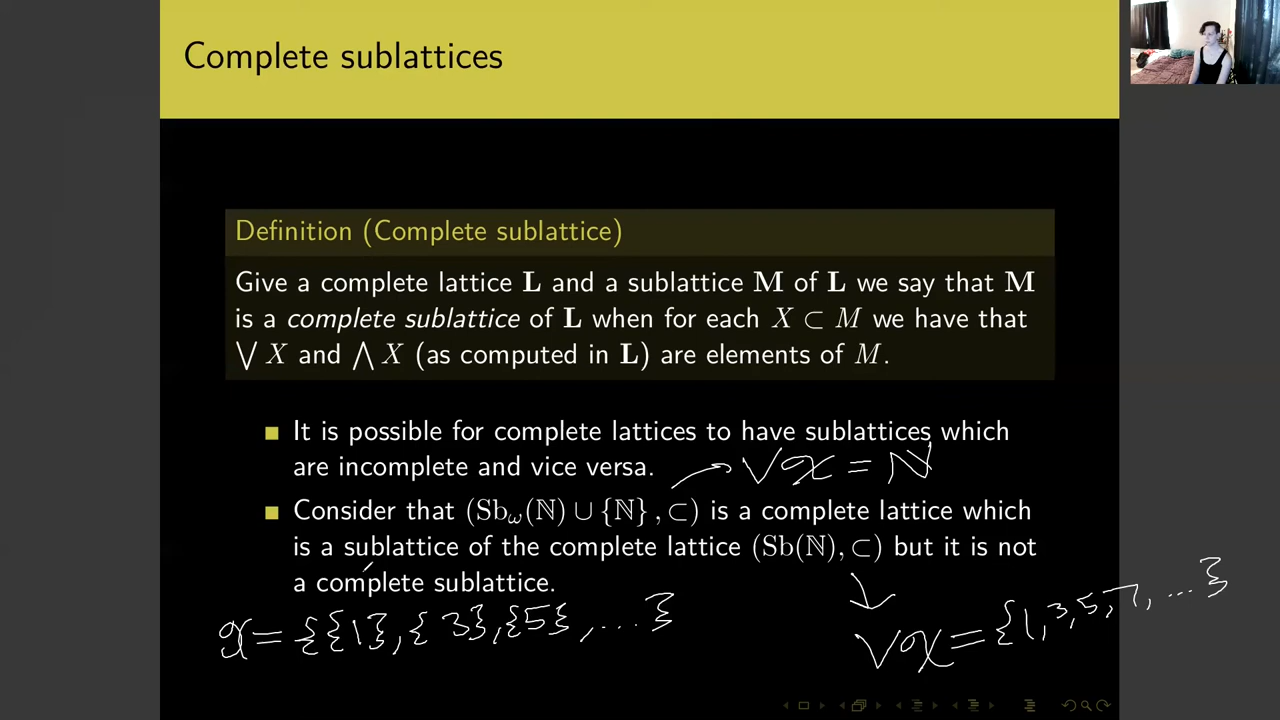 Complete sublattices
Definition (Complete sublattice)
Give a complete lattice L and a sublattice M of L we say that M
is a complete sublattice of L when for each X ⊂ M we have that
⋁ X and ⋀ X (as computed in L) are elements of M.
■ It is possible for complete lattices to have sublattices which
are incomplete and vice versa.
⋁𝒳 = ℕ
■ Consider that (Sb_ω(ℕ) ∪ {ℕ}, ⊂) is a complete lattice which
is a sublattice of the complete lattice (Sb(ℕ), ⊂) but it is not
a complete sublattice.
𝒳 = {{1}, {3}, {5}, ...}
⋁𝒳 = {1, 3, 5, 7, ...}